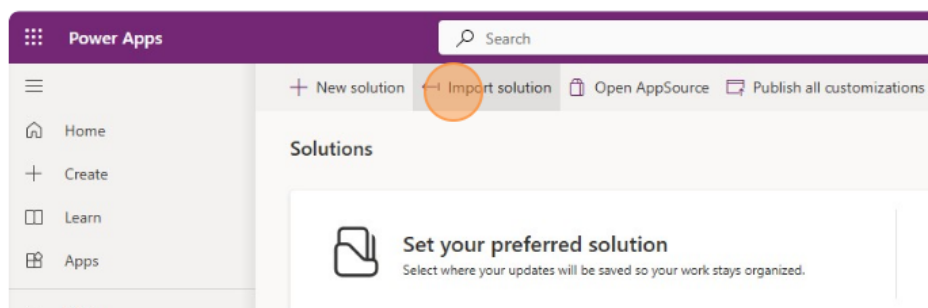 Power Apps
Search
New solution
Import solution
Open AppSource
Publish all customizations
Home
Create
Learn
Apps
Solutions
Set your preferred solution
Select where your updates will be saved so your work stays organized.